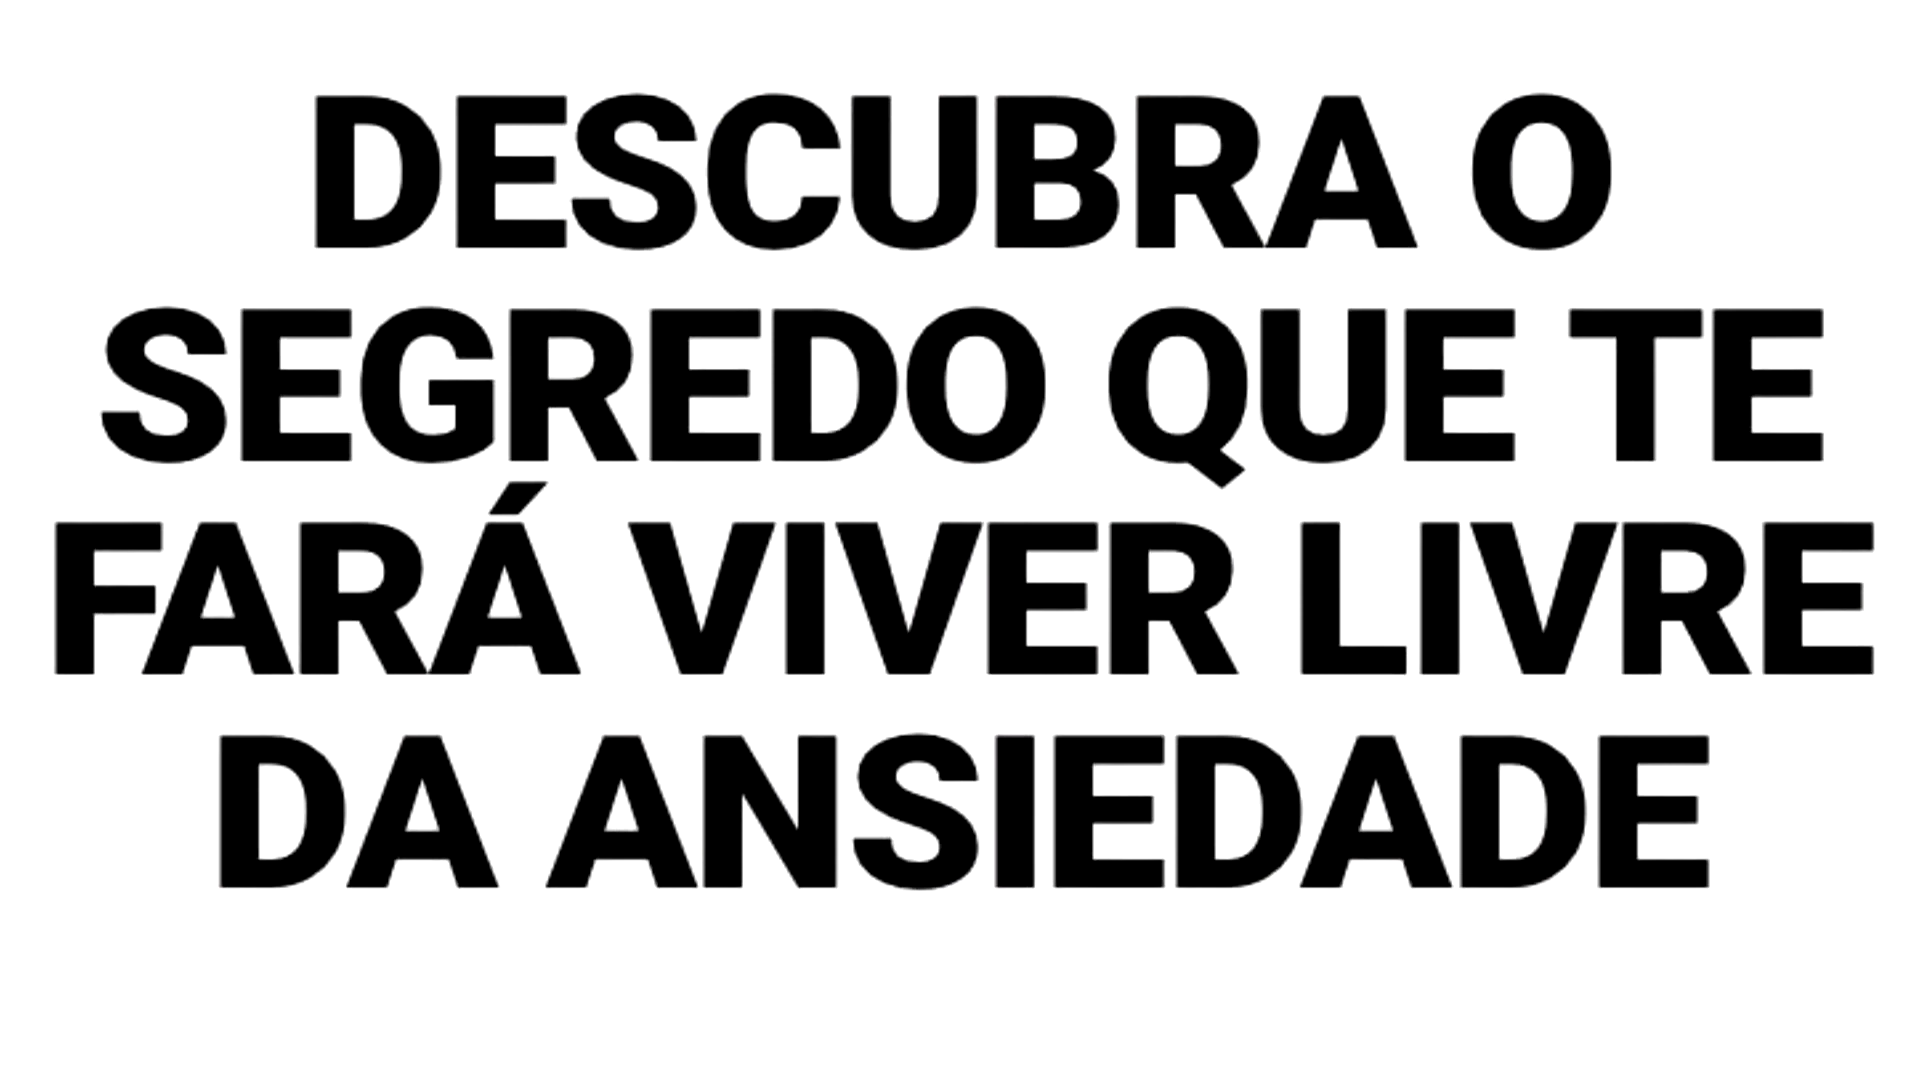 DESCUBRA O
SEGREDO QUE TE
FARÁ VIVER LIVRE
DA ANSIEDADE